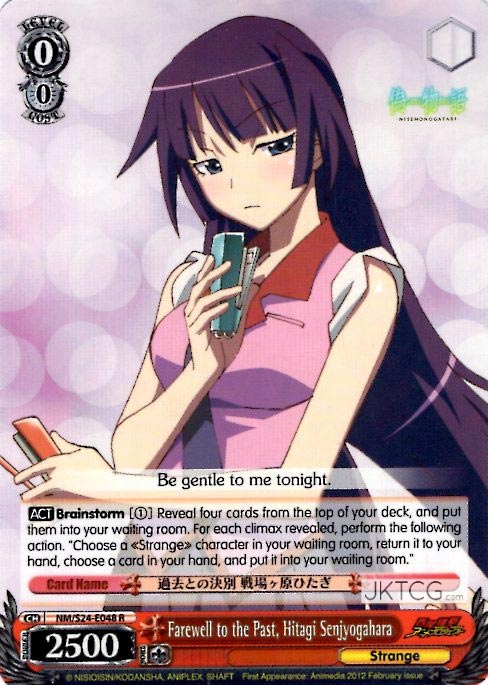 LEVEL
0
0
COST
偽物語
NISEMONOGATARI
Be gentle to me tonight.
ACT Brainstorm [①] Reveal four cards from the top of your deck, and put
them into your waiting room. For each climax revealed, perform the following
action. "Choose a «Strange» character in your waiting room, return it to your
hand, choose a card in your hand, and put it into your waiting room."
Card Name 過去との決別 戦場ヶ原ひたぎ
JKTCG.com
CH NM/S24-E048 R
POWER 2500 SOUL
Farewell to the Past, Hitagi Senjyogahara
Strange
© NISIOISIN/KODANSHA, ANIPLEX, SHAFT First Appearance: Animedia 2012 February issue